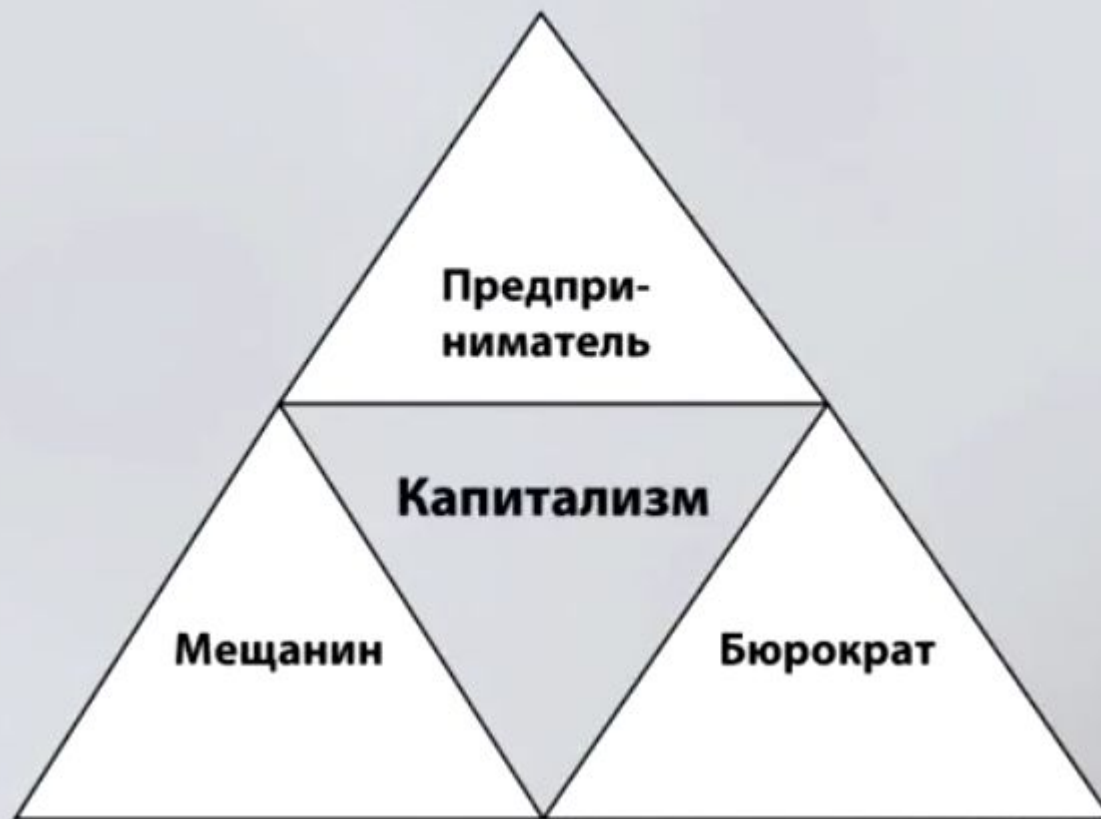 Предпри-
ниматель
Капитализм
Мещанин
Бюрократ